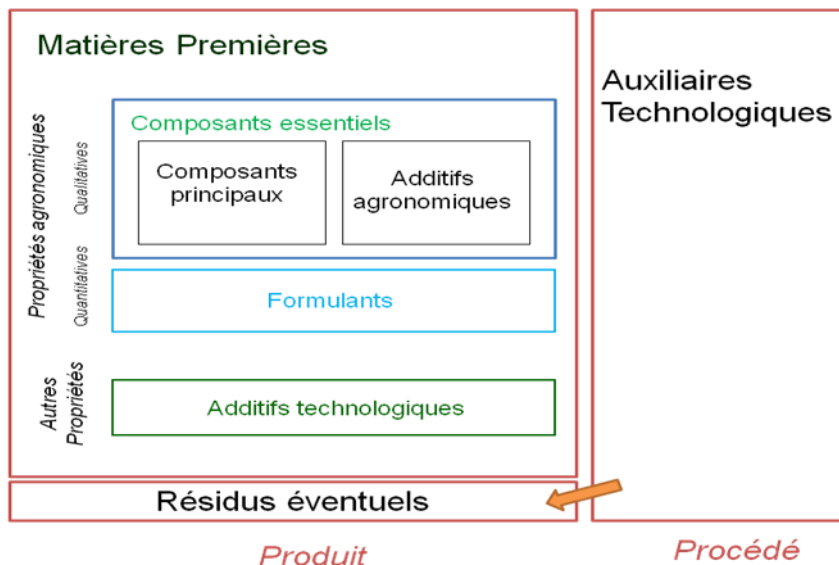 Matières Premières
Propriétés agronomiques
Qualitatives
Composants essentiels
Composants
principaux
Additifs
agronomiques
Quantitatives
Formulants
Autres
Propriétés
Additifs technologiques
Résidus éventuels
Produit
Auxiliaires
Technologiques
Procédé